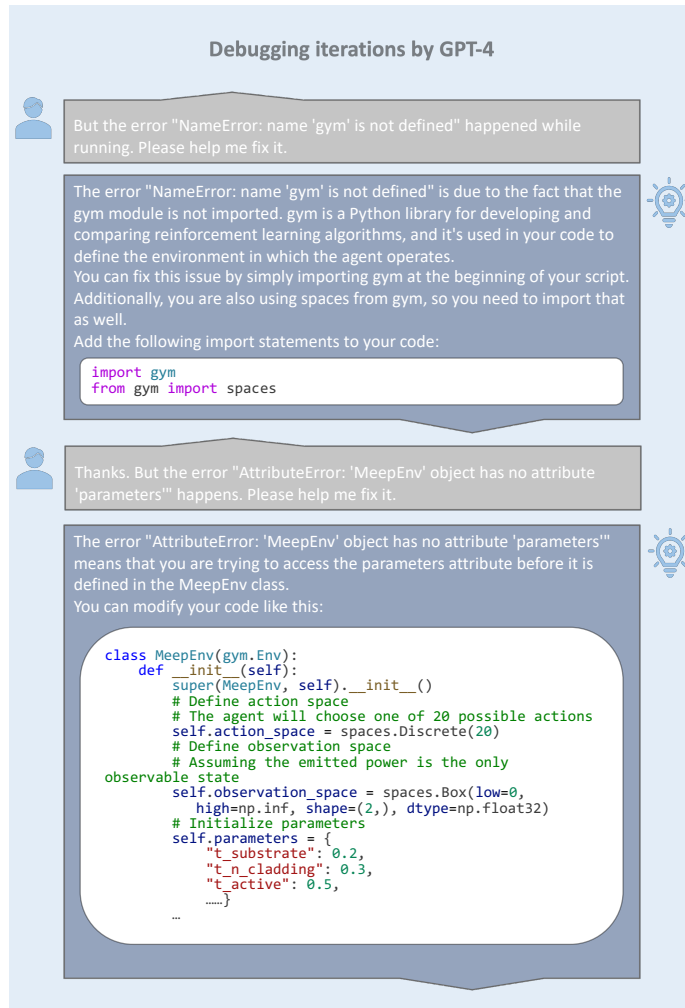 Debugging iterations by GPT-4
But the error "NameError: name 'gym' is not defined" happened while
running. Please help me fix it.
The error "NameError: name 'gym' is not defined" is due to the fact that the
gym module is not imported. gym is a Python library for developing and
comparing reinforcement learning algorithms, and it's used in your code to
define the environment in which the agent operates.
You can fix this issue by simply importing gym at the beginning of your script.
Additionally, you are also using spaces from gym, so you need to import that
as well.
Add the following import statements to your code:
import gym
from gym import spaces
Thanks. But the error "AttributeError: 'MeepEnv' object has no attribute
'parameters'" happens. Please help me fix it.
The error "AttributeError: 'MeepEnv' object has no attribute 'parameters'"
means that you are trying to access the parameters attribute before it is
defined in the MeepEnv class.
You can modify your code like this:
class MeepEnv(gym.Env):
    def __init__(self):
        super(MeepEnv, self).__init__()
        # Define action space
        # The agent will choose one of 20 possible actions
        self.action_space = spaces.Discrete(20)
        # Define observation space
        # Assuming the emitted power is the only
observable state
        self.observation_space = spaces.Box(low=0,
           high=np.inf, shape=(2,), dtype=np.float32)
        # Initialize parameters
        self.parameters = {
            "t_substrate": 0.2,
            "t_n_cladding": 0.3,
            "t_active": 0.5,
            ……}
        …